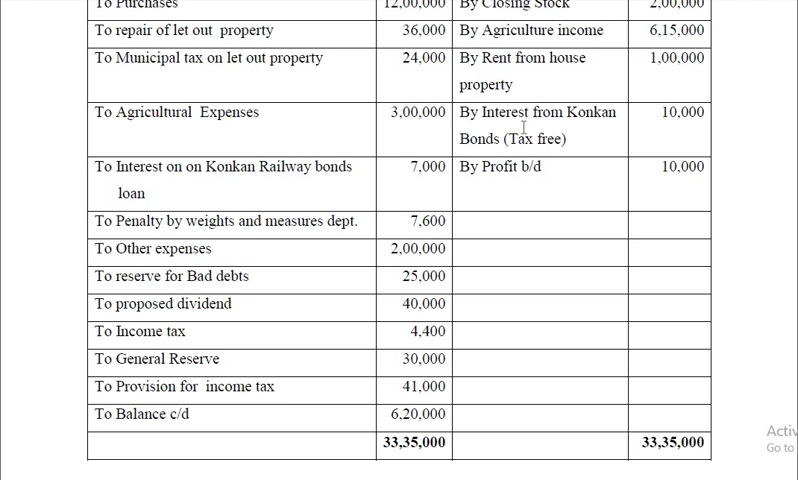 To Purchases 12,00,000 By Closing Stock 2,00,000
To repair of let out property 36,000 By Agriculture income 6,15,000
To Municipal tax on let out property 24,000 By Rent from house 1,00,000
property
To Agricultural Expenses 3,00,000 By Interest from Konkan 10,000
Bonds (Tax free)
To Interest on on Konkan Railway bonds 7,000 By Profit b/d 10,000
loan
To Penalty by weights and measures dept. 7,600
To Other expenses 2,00,000
To reserve for Bad debts 25,000
To proposed dividend 40,000
To Income tax 4,400
To General Reserve 30,000
To Provision for income tax 41,000
To Balance c/d 6,20,000
33,35,000 33,35,000
Activ
Go to